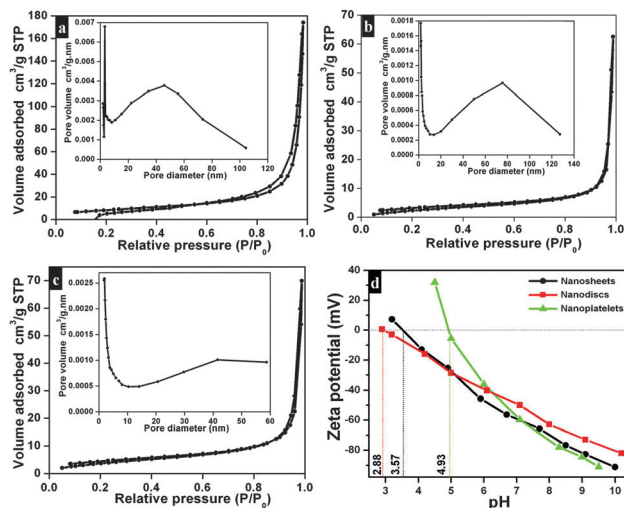 a
Volume adsorbed cm³/g STP
180
160
140
120
100
80
60
40
20
0
0.0 0.2 0.4 0.6 0.8 1.0
Relative pressure (P/P₀)
Pore volume cm³/g.nm
0.007
0.006
0.005
0.004
0.003
0.002
0.001
0.000
0 20 40 60 80 100 120
Pore diameter (nm)
b
Volume adsorbed cm³/g STP
70
60
50
40
30
20
10
0
0.0 0.2 0.4 0.6 0.8 1.0
Relative pressure (P/P₀)
Pore volume cm³/g.nm
0.0018
0.0016
0.0014
0.0012
0.0010
0.0008
0.0006
0.0004
0.0002
0.0000
0 20 40 60 80 100 120 140
Pore diameter (nm)
c
Volume adsorbed cm³/g STP
70
60
50
40
30
20
10
0
0.0 0.2 0.4 0.6 0.8 1.0
Relative pressure (P/P₀)
Pore volume cm³/g.nm
0.0025
0.0020
0.0015
0.0010
0.0005
0.0000
0 10 20 30 40 50 60
Pore diameter (nm)
d
Zeta potential (mV)
40
20
0
-20
-40
-60
-80
3 4 5 6 7 8 9 10
pH
Nanosheets
Nanodiscs
Nanoplatelets
2.88
3.57
4.93